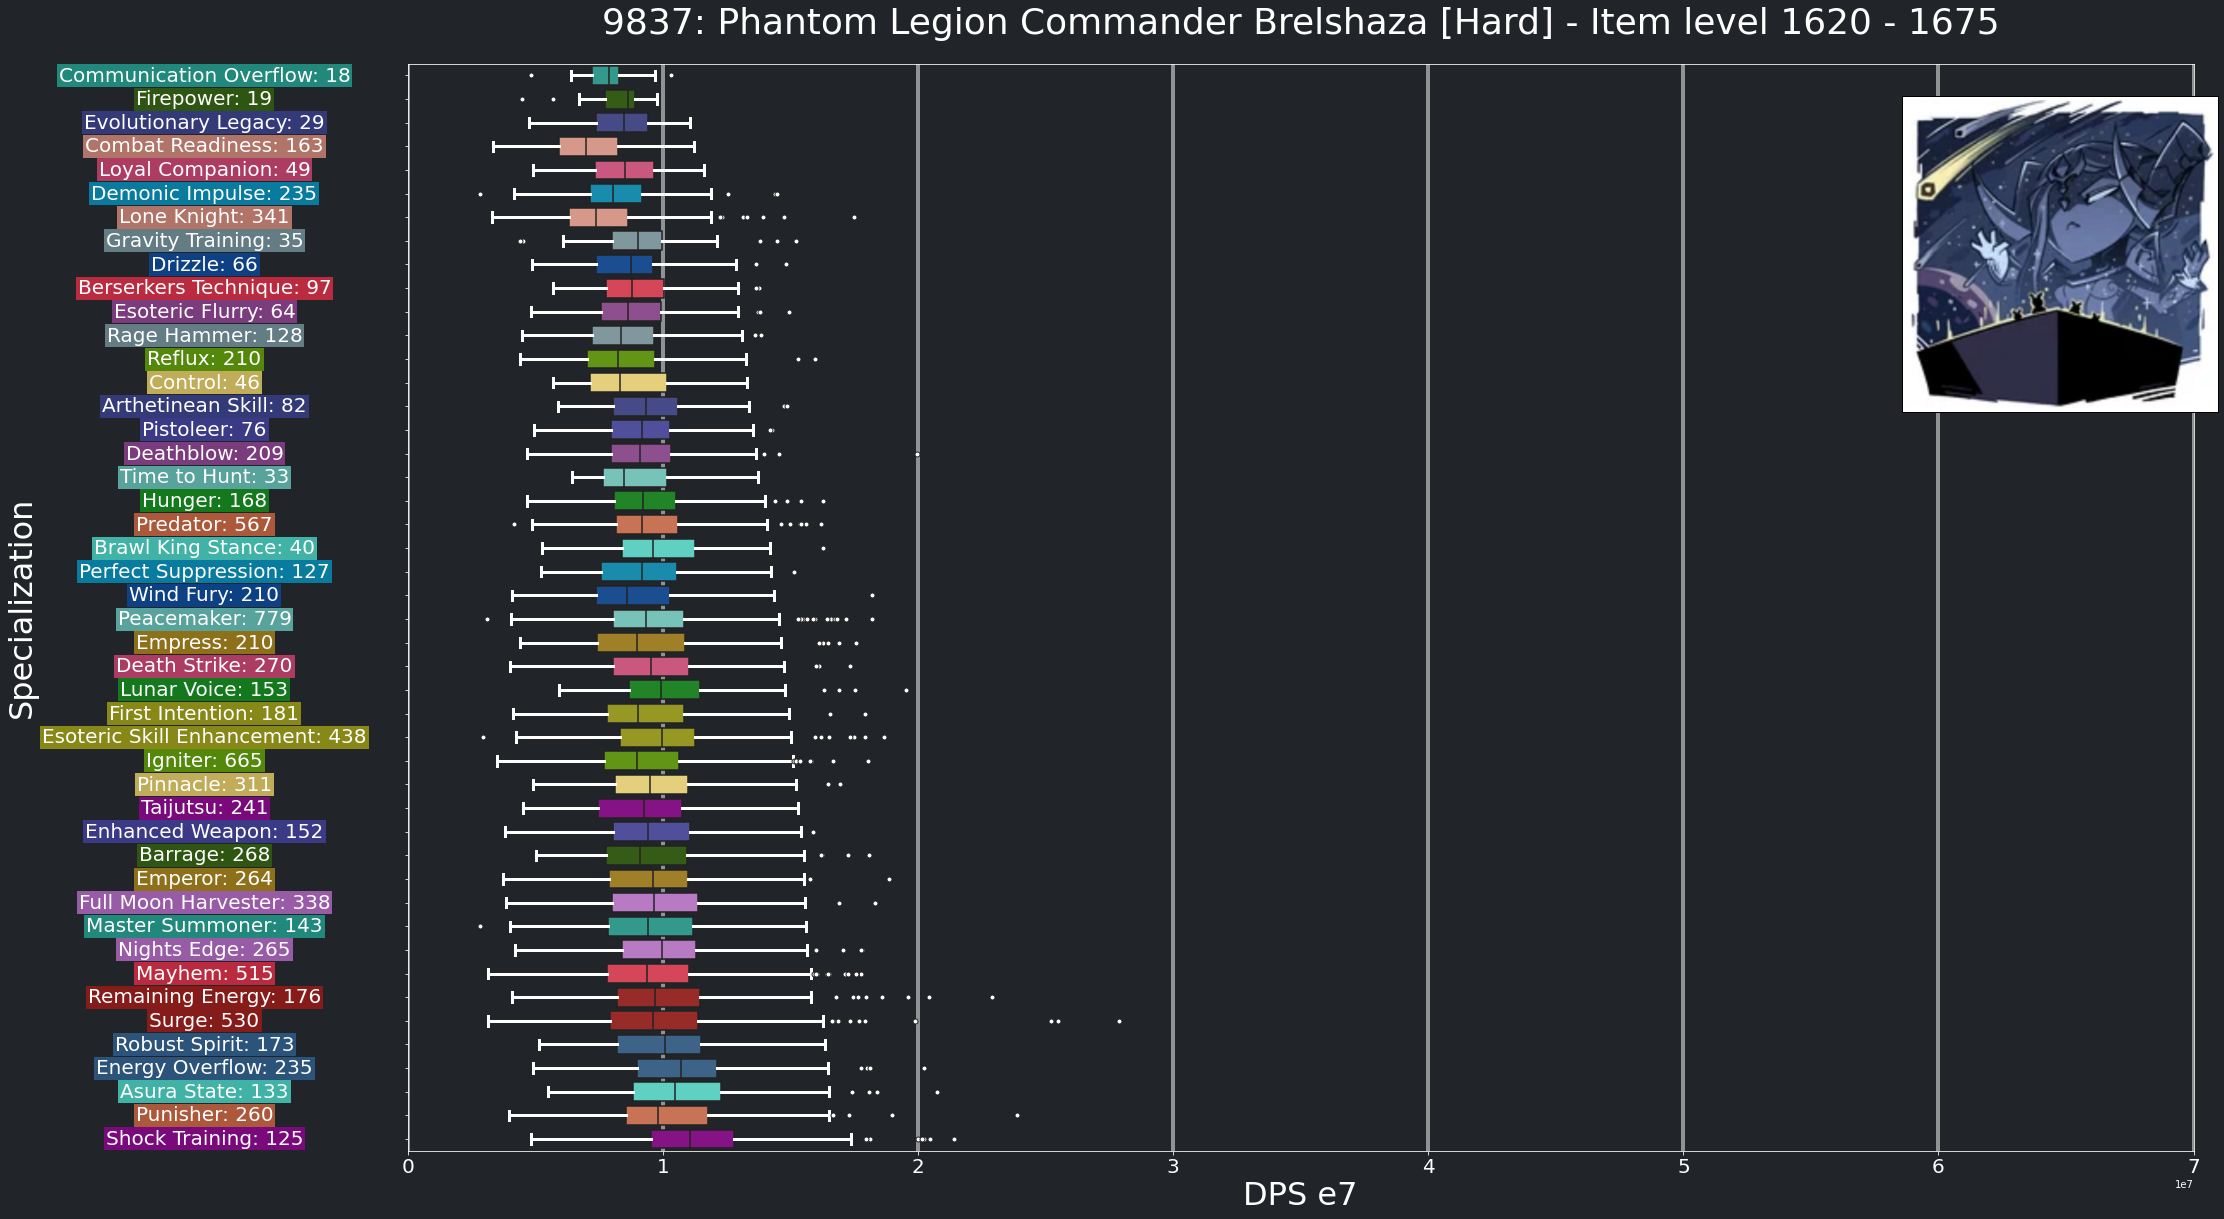 9837: Phantom Legion Commander Brelshaza [Hard] - Item level 1620 - 1675
Communication Overflow: 18
Firepower: 19
Evolutionary Legacy: 29
Combat Readiness: 163
Loyal Companion: 49
Demonic Impulse: 235
Lone Knight: 341
Gravity Training: 35
Drizzle: 66
Berserkers Technique: 97
Esoteric Flurry: 64
Rage Hammer: 128
Reflux: 210
Control: 46
Arthetinean Skill: 82
Pistoleer: 76
Deathblow: 209
Time to Hunt: 33
Hunger: 168
Predator: 567
Brawl King Stance: 40
Perfect Suppression: 127
Wind Fury: 210
Peacemaker: 779
Empress: 210
Death Strike: 270
Lunar Voice: 153
First Intention: 181
Esoteric Skill Enhancement: 438
Igniter: 665
Pinnacle: 311
Taijutsu: 241
Enhanced Weapon: 152
Barrage: 268
Emperor: 264
Full Moon Harvester: 338
Master Summoner: 143
Nights Edge: 265
Mayhem: 515
Remaining Energy: 176
Surge: 530
Robust Spirit: 173
Energy Overflow: 235
Asura State: 133
Punisher: 260
Shock Training: 125
Specialization
0 1 2 3 4 5 6 7
1e7
DPS e7